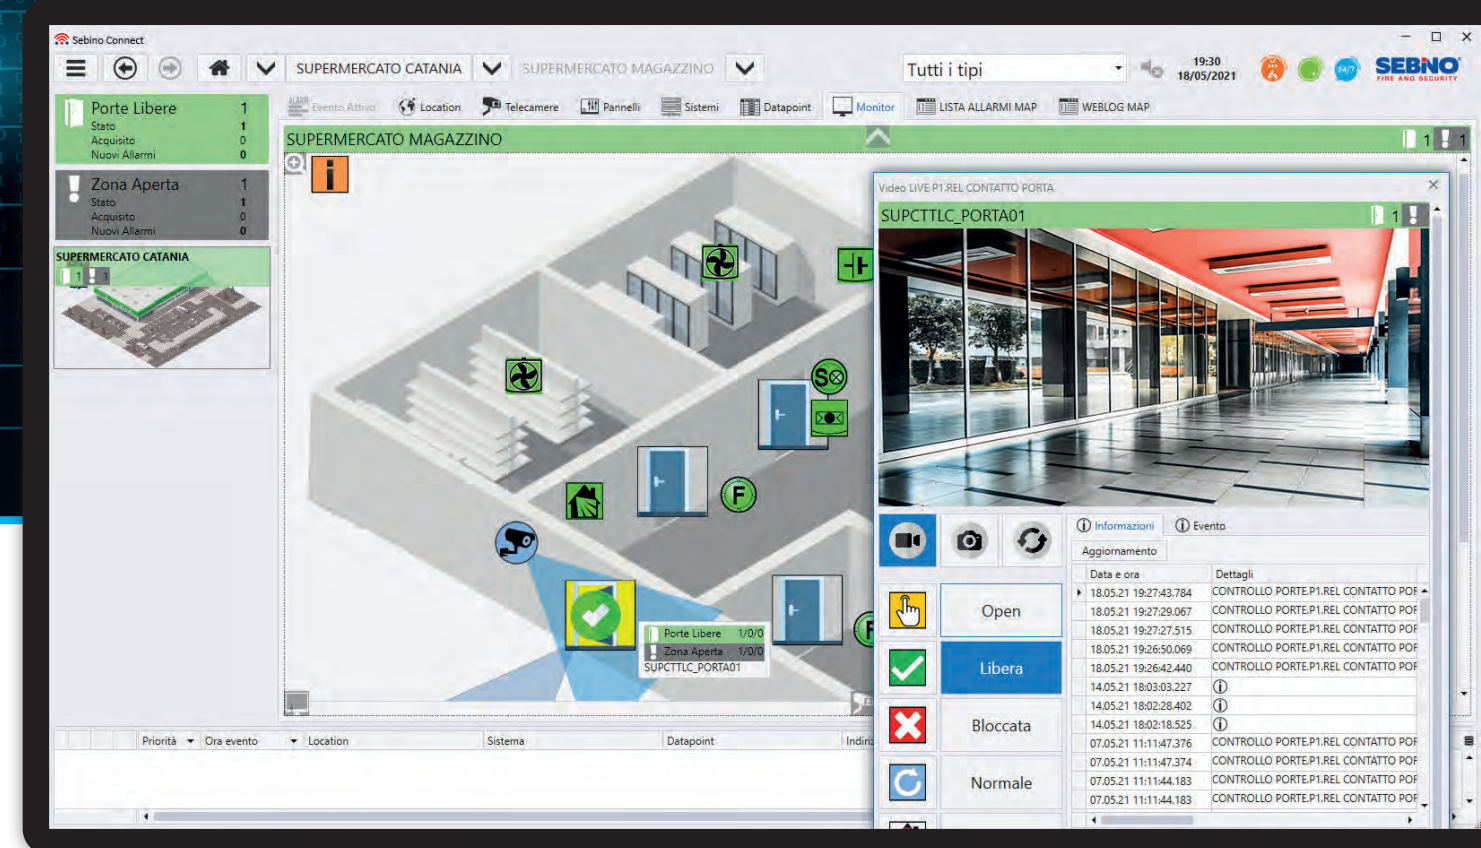 Sebino Connect
SUPERMERCATO CATANIA
SUPERMERCATO MAGAZZINO
Tutti i tipi
19:30
18/05/2021
24/7
SEBINO
FIRE AND SECURITY
Porte Libere 1
Stato 1
Acquisito 0
Nuovi Allarmi 0
Zona Aperta 1
Stato 1
Acquisito 0
Nuovi Allarmi 0
SUPERMERCATO CATANIA
1 1
ALARM Evento Attivo
Location
Telecamere
Pannelli
Sistemi
Datapoint
Monitor
LISTA ALLARMI MAP
WEBLOG MAP
SUPERMERCATO MAGAZZINO
1 1
i
S
F
F
Porte Libere 1/0/0
Zona Aperta 1/0/0
SUPCTTLC_PORTA01
Video LIVE P1.REL CONTATTO PORTA
SUPCTTLC_PORTA01
1
Informazioni
Evento
Aggiornamento
Data e ora Dettagli
18.05.21 19:27:43.784 CONTROLLO PORTE.P1.REL CONTATTO POF
18.05.21 19:27:29.067 CONTROLLO PORTE.P1.REL CONTATTO POF
18.05.21 19:27:27.515 CONTROLLO PORTE.P1.REL CONTATTO POF
18.05.21 19:26:50.069 CONTROLLO PORTE.P1.REL CONTATTO POF
18.05.21 19:26:42.440 CONTROLLO PORTE.P1.REL CONTATTO POF
14.05.21 18:03:03.227
14.05.21 18:02:28.402
14.05.21 18:02:18.525
07.05.21 11:11:47.376 CONTROLLO PORTE.P1.REL CONTATTO POF
07.05.21 11:11:47.374 CONTROLLO PORTE.P1.REL CONTATTO POF
07.05.21 11:11:44.183 CONTROLLO PORTE.P1.REL CONTATTO POF
07.05.21 11:11:44.183 CONTROLLO PORTE.P1.REL CONTATTO POF
Open
Libera
Bloccata
Normale
Priorità
Ora evento
Location
Sistema
Datapoint